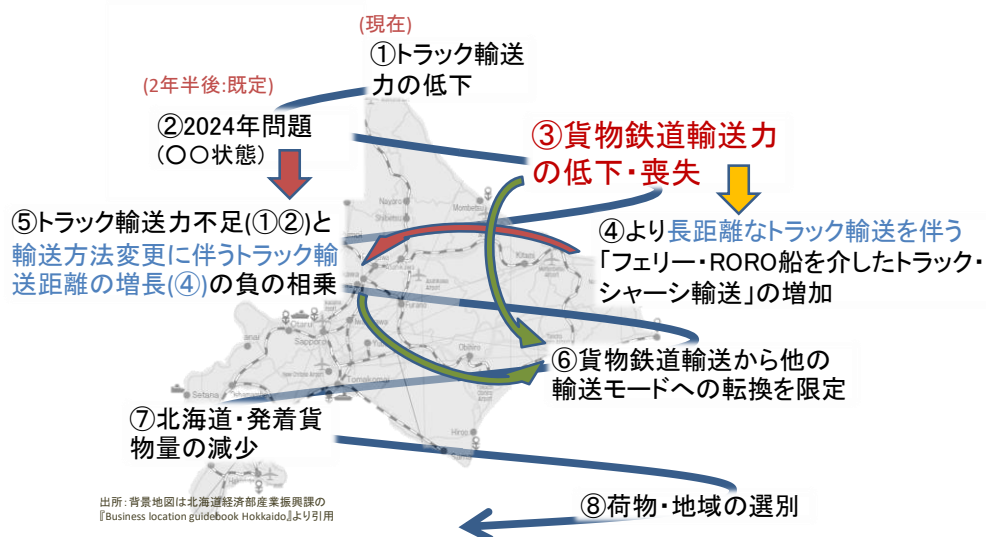 (現在)
①トラック輸送
力の低下
(2年半後:既定)
②2024年問題
(〇〇状態)
③貨物鉄道輸送力
の低下・喪失
⑤トラック輸送力不足(①②)と
輸送方法変更に伴うトラック輸
送距離の増長(④)の負の相乗
④より長距離なトラック輸送を伴う
「フェリー・RORO船を介したトラック・
シャーシ輸送」の増加
⑥貨物鉄道輸送から他の
輸送モードへの転換を限定
⑦北海道・発着貨
物量の減少
⑧荷物・地域の選別
出所:背景地図は北海道経済部産業振興課の
『Business location guidebook Hokkaido』より引用
Nayoro
Mombetsu
Kitami
Furano
Otaru
Sapporo
Obihiro
Tomakomai
Setana